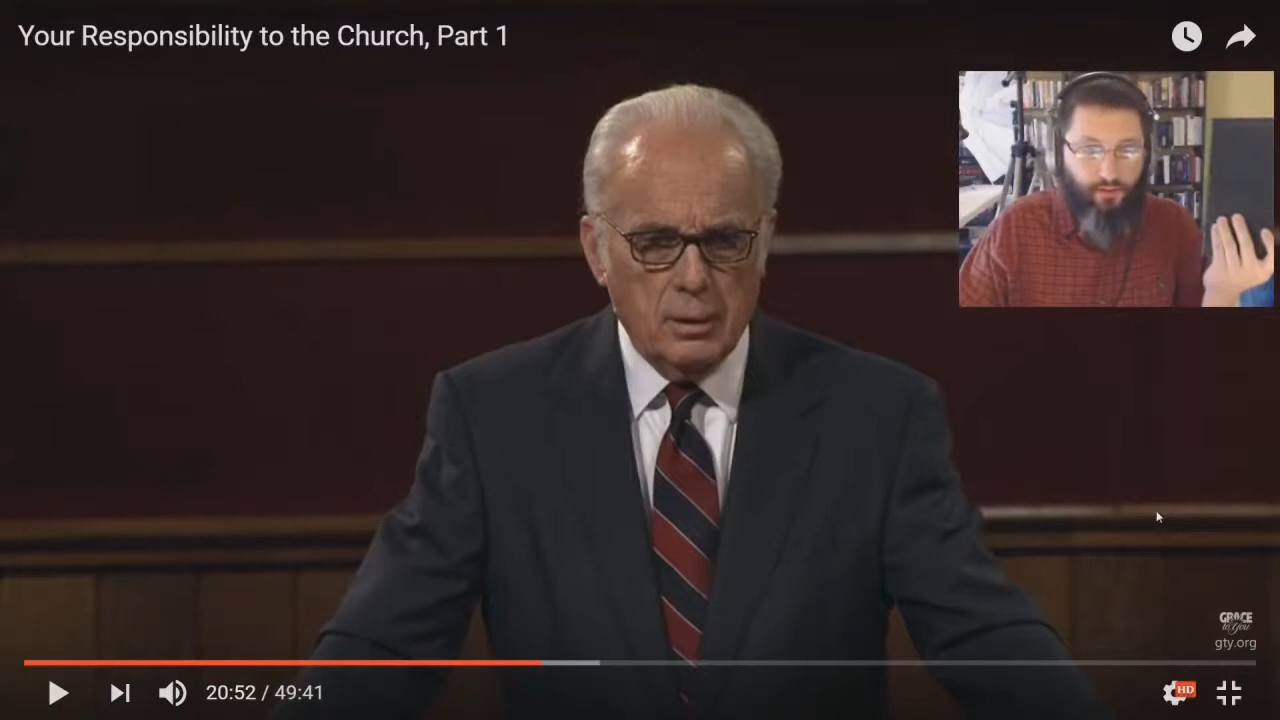 Your Responsibility to the Church, Part 1
GRACE
to You
gty.org
20:52 / 49:41
HD